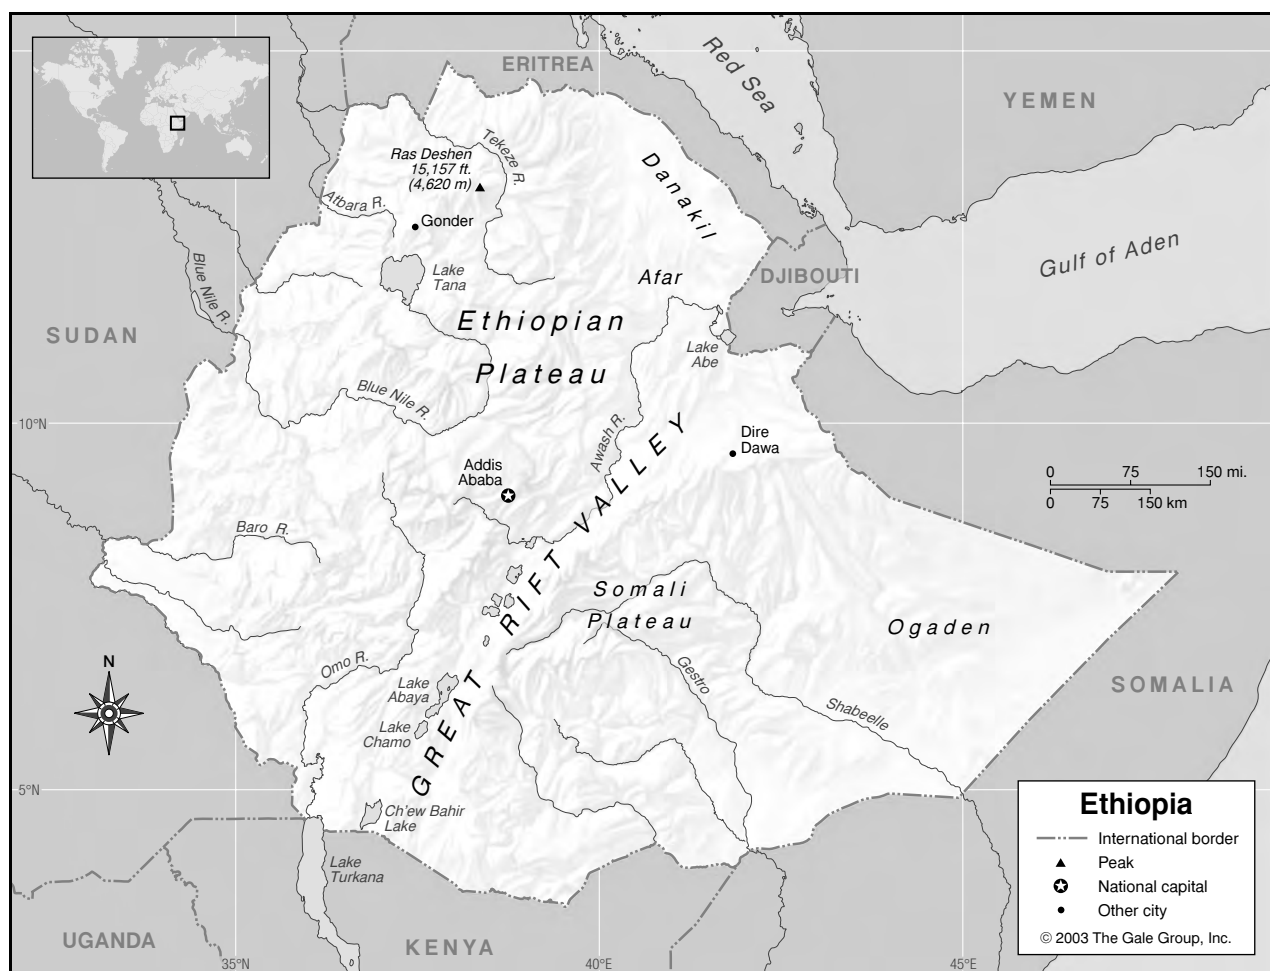 ERITREA
Red Sea
YEMEN
Ras Deshen
15,157 ft.
(4,620 m)
Tekeze R.
Danakil
Atbara R.
Gonder
Gulf of Aden
Blue Nile R.
Lake
Tana
Afar
DJIBOUTI
SUDAN
Ethiopian
Plateau
Lake
Abe
Blue Nile R.
10°N
Awash R.
Dire
Dawa
Addis
Ababa
0 75 150 mi.
0 75 150 km
Baro R.
GREAT RIFT VALLEY
Somali
Plateau
Ogaden
N
Omo R.
Gestro
Lake
Abaya
SOMALIA
Shabeelle
Lake
Chamo
5°N
Ch'ew Bahir
Lake
Lake
Turkana
UGANDA
KENYA
35°N
40°E
45°E
Ethiopia
International border
Peak
National capital
Other city
© 2003 The Gale Group, Inc.